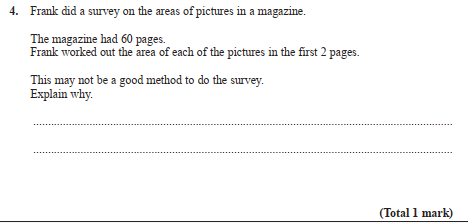 4. Frank did a survey on the areas of pictures in a magazine.
The magazine had 60 pages.
Frank worked out the area of each of the pictures in the first 2 pages.
This may not be a good method to do the survey.
Explain why.
(Total 1 mark)